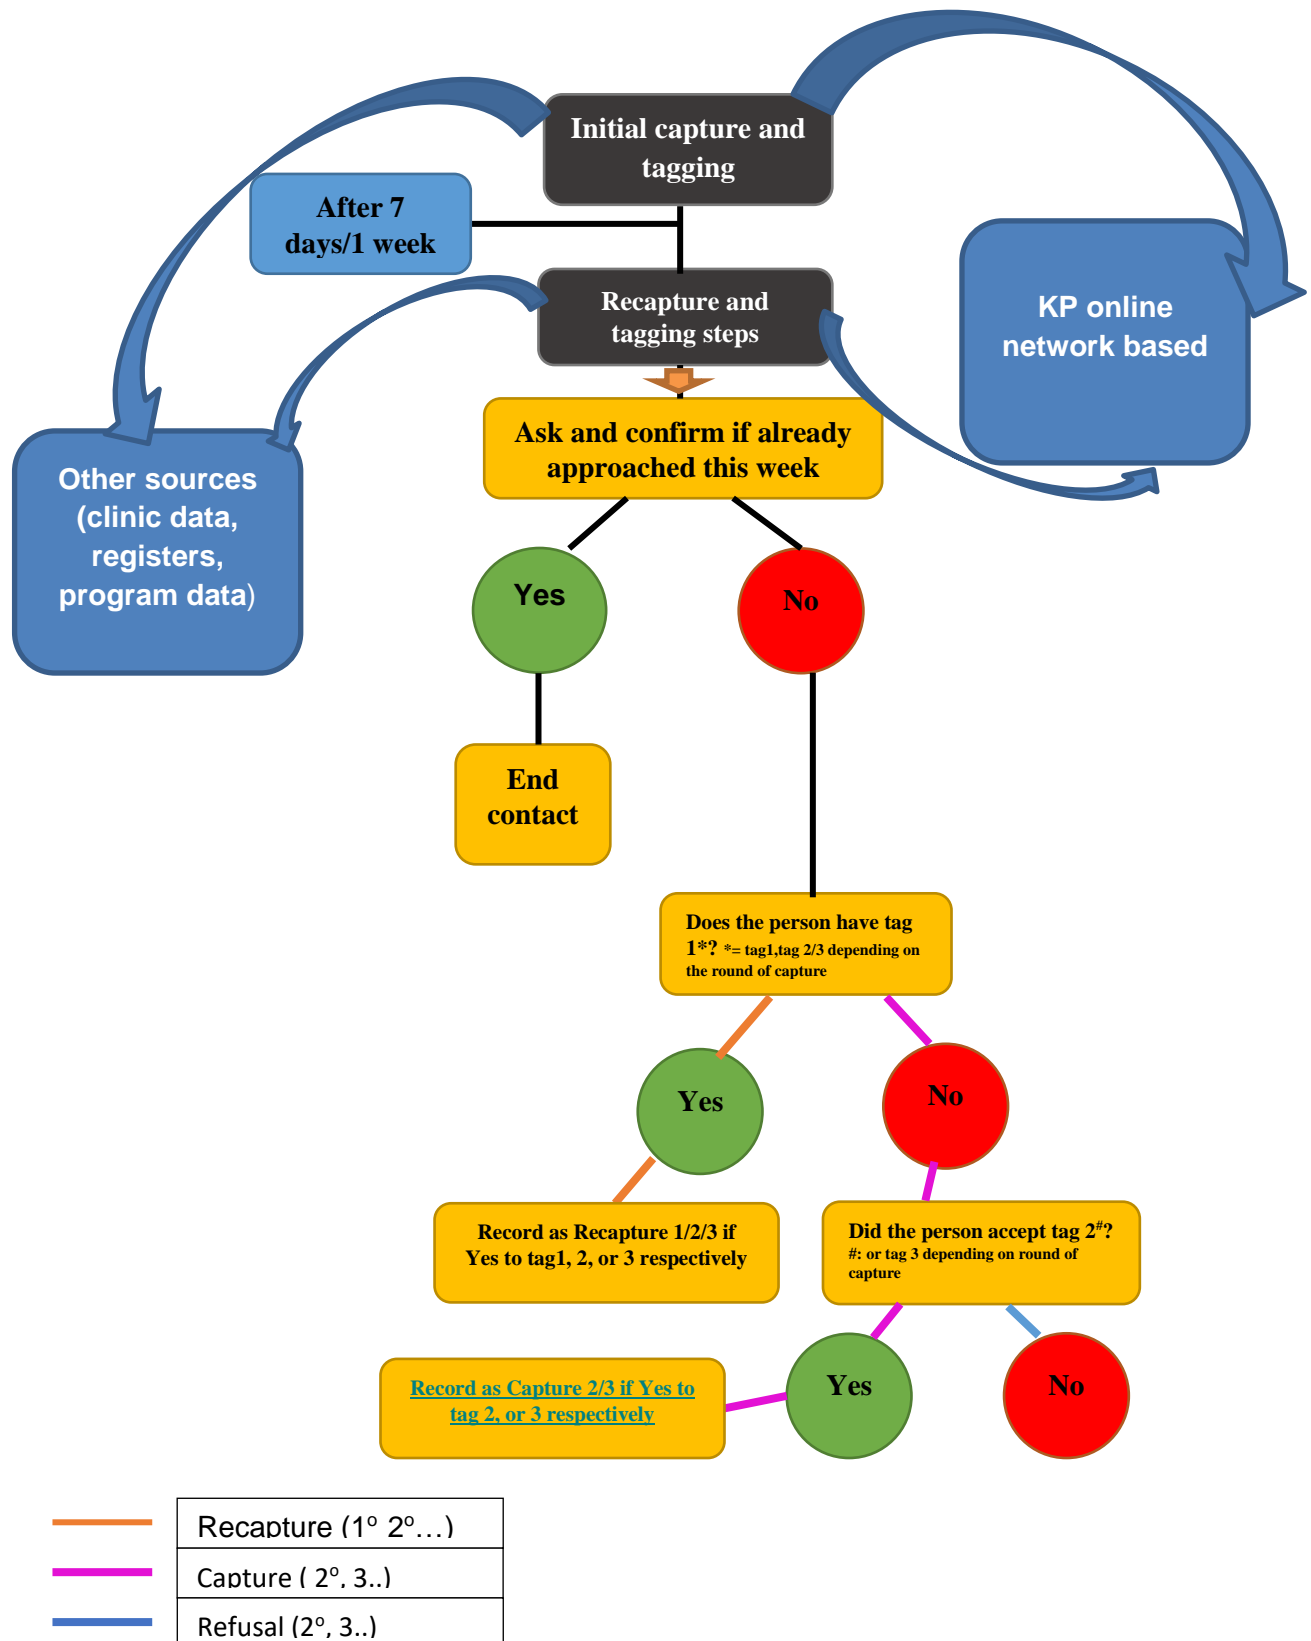 Initial capture and
tagging
After 7
days/1 week
Recapture and
tagging steps
KP online
network based
Ask and confirm if already
approached this week
Other sources
(clinic data,
registers,
program data)
Yes
No
End
contact
Does the person have tag
1*? *= tag1,tag 2/3 depending on
the round of capture
Yes
No
Record as Recapture 1/2/3 if
Yes to tag1, 2, or 3 respectively
Did the person accept tag 2#?
#: or tag 3 depending on round of
capture
Record as Capture 2/3 if Yes to
tag 2, or 3 respectively
Yes
No
Recapture (1º 2º…)
Capture ( 2º, 3..)
Refusal (2º, 3..)